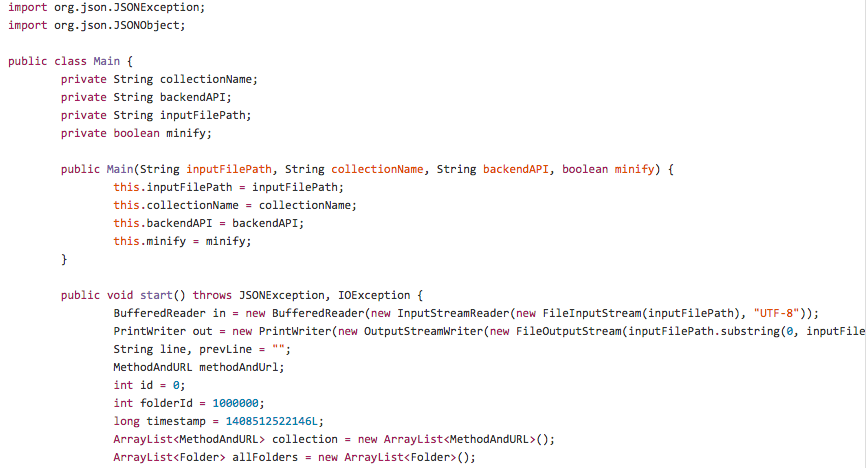 import org.json.JSONException;
import org.json.JSONObject;
public class Main {
private String collectionName;
private String backendAPI;
private String inputFilePath;
private boolean minify;
public Main(String inputFilePath, String collectionName, String backendAPI, boolean minify) {
this.inputFilePath = inputFilePath;
this.collectionName = collectionName;
this.backendAPI = backendAPI;
this.minify = minify;
}
public void start() throws JSONException, IOException {
BufferedReader in = new BufferedReader(new InputStreamReader(new FileInputStream(inputFilePath), "UTF-8"));
PrintWriter out = new PrintWriter(new OutputStreamWriter(new FileOutputStream(inputFilePath.substring(0, inputFile
String line, prevLine = "";
MethodAndURL methodAndUrl;
int id = 0;
int folderId = 1000000;
long timestamp = 1408512522146L;
ArrayList<MethodAndURL> collection = new ArrayList<MethodAndURL>();
ArrayList<Folder> allFolders = new ArrayList<Folder>();